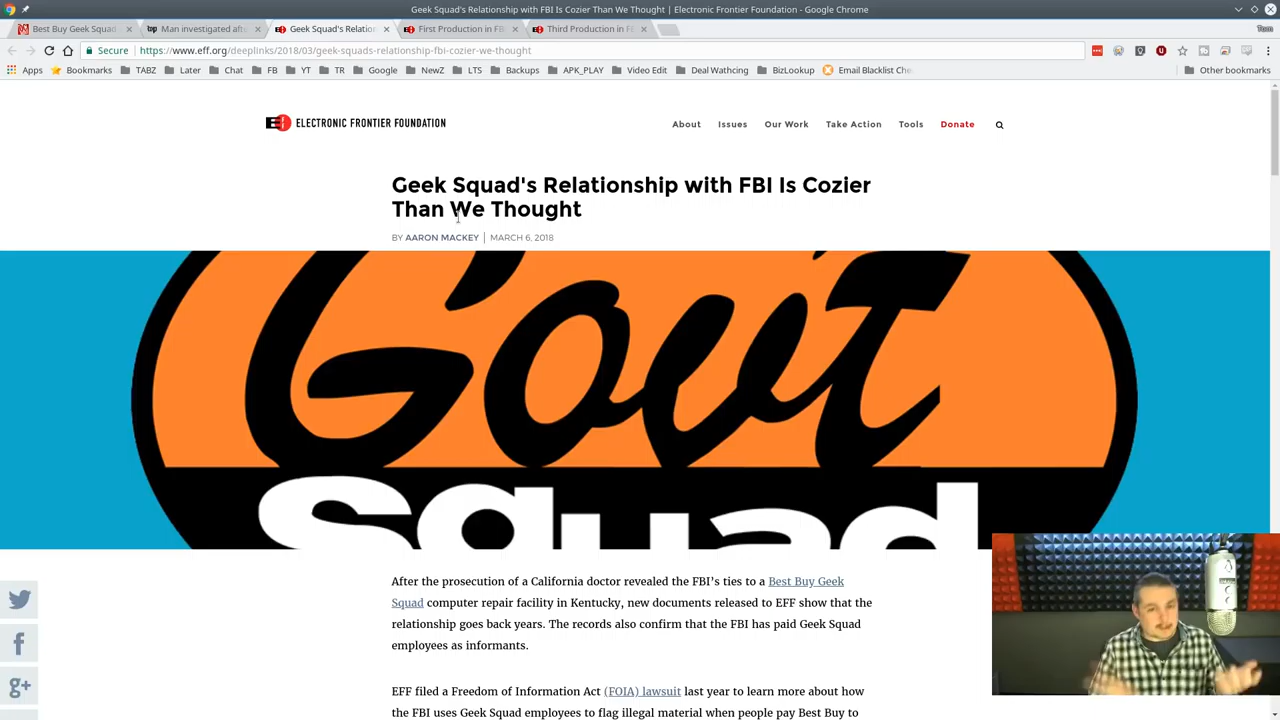 Geek Squad's Relationship with FBI Is Cozier Than We Thought | Electronic Frontier Foundation - Google Chrome
Best Buy Geek Squad
Man investigated afte
Geek Squad's Relation
First Production in FB
Third Production in F
Tom
Secure https://www.eff.org/deeplinks/2018/03/geek-squads-relationship-fbi-cozier-we-thought
Apps Bookmarks TABZ Later Chat FB YT TR Google NewZ LTS Backups APK_PLAY Video Edit Deal Wathcing BizLookup Email Blacklist Che Other bookmarks
ELECTRONIC FRONTIER FOUNDATION
About Issues Our Work Take Action Tools Donate
Geek Squad's Relationship with FBI Is Cozier
Than We Thought
BY AARON MACKEY | MARCH 6, 2018
Gov't
Squad
After the prosecution of a California doctor revealed the FBI's ties to a Best Buy Geek
Squad computer repair facility in Kentucky, new documents released to EFF show that the
relationship goes back years. The records also confirm that the FBI has paid Geek Squad
employees as informants.
EFF filed a Freedom of Information Act (FOIA) lawsuit last year to learn more about how
the FBI uses Geek Squad employees to flag illegal material when people pay Best Buy to